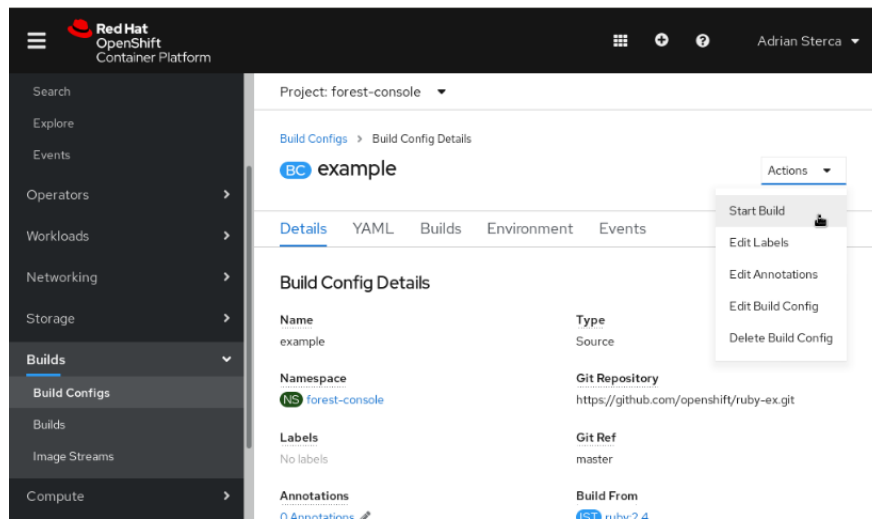 Red Hat
OpenShift
Container Platform
Adrian Sterca
Search
Explore
Events
Operators
Workloads
Networking
Storage
Builds
Build Configs
Builds
Image Streams
Compute
Project: forest-console
Build Configs > Build Config Details
BC example
Actions
Start Build
Edit Labels
Edit Annotations
Edit Build Config
Delete Build Config
Details YAML Builds Environment Events
Build Config Details
Name
example
Type
Source
Namespace
NS forest-console
Git Repository
https://github.com/openshift/ruby-ex.git
Labels
No labels
Git Ref
master
Annotations
0 Annotations
Build From
IST ruby:2.4